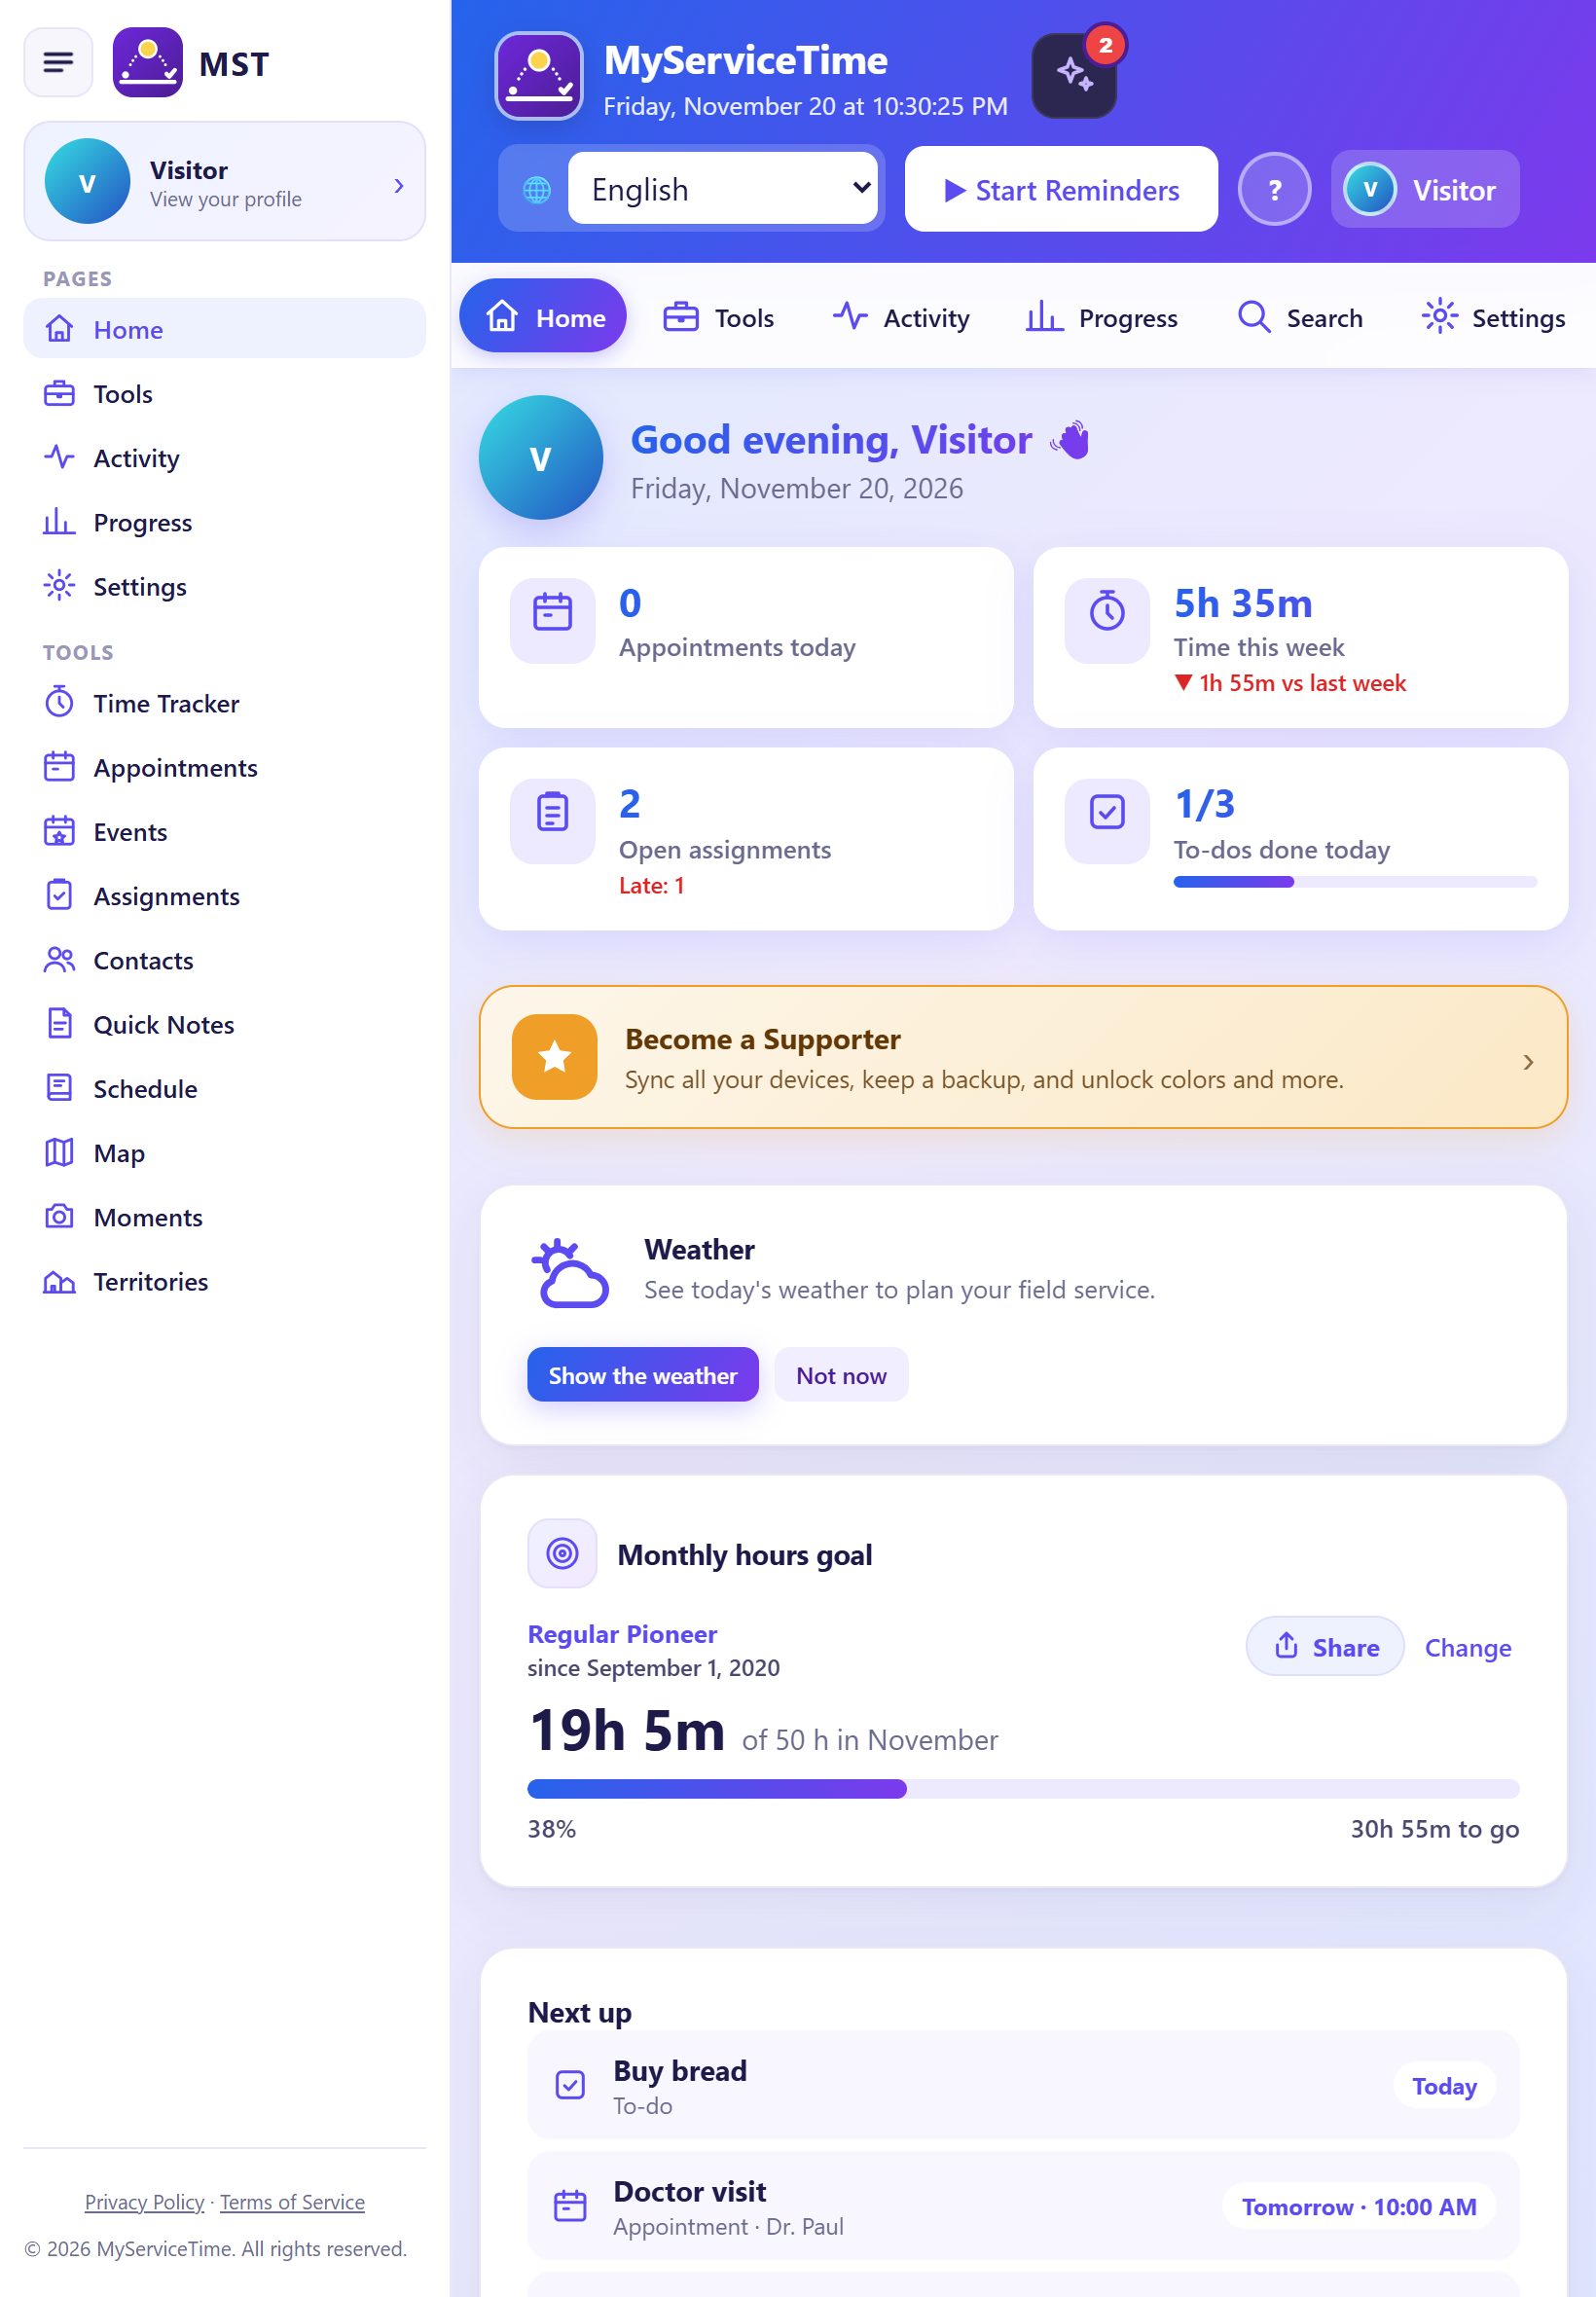 MST
V
Visitor
View your profile
›
PAGES
Home
Tools
Activity
Progress
Settings
TOOLS
Time Tracker
Appointments
Events
Assignments
Contacts
Quick Notes
Schedule
Map
Moments
Territories
Privacy Policy · Terms of Service
© 2026 MyServiceTime. All rights reserved.
MyServiceTime
Friday, November 20 at 10:30:25 PM
2
English
▶ Start Reminders
?
V
Visitor
Home
Tools
Activity
Progress
Search
Settings
V
Good evening, Visitor 👋
Friday, November 20, 2026
0
Appointments today
5h 35m
Time this week
▼ 1h 55m vs last week
2
Open assignments
Late: 1
1/3
To-dos done today
Become a Supporter
Sync all your devices, keep a backup, and unlock colors and more.
›
Weather
See today's weather to plan your field service.
Show the weather
Not now
Monthly hours goal
Regular Pioneer
since September 1, 2020
Share
Change
19h 5m of 50 h in November
38%
30h 55m to go
Next up
Buy bread
To-do
Today
Doctor visit
Appointment · Dr. Paul
Tomorrow · 10:00 AM